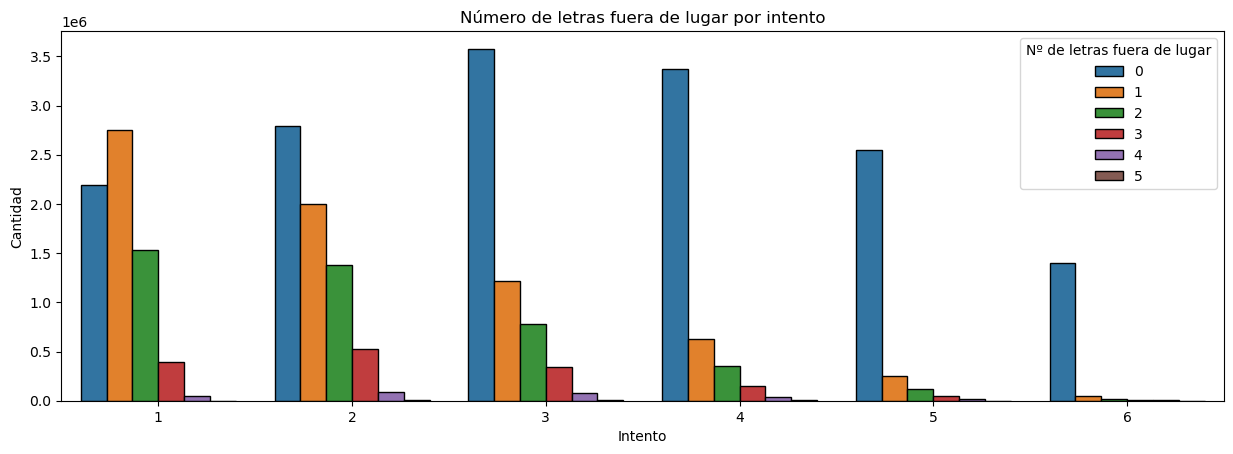 Número de letras fuera de lugar por intento
1e6
3.5
3.0
2.5
2.0
1.5
1.0
0.5
0.0
Cantidad
Nº de letras fuera de lugar
0
1
2
3
4
5
1 2 3 4 5 6
Intento